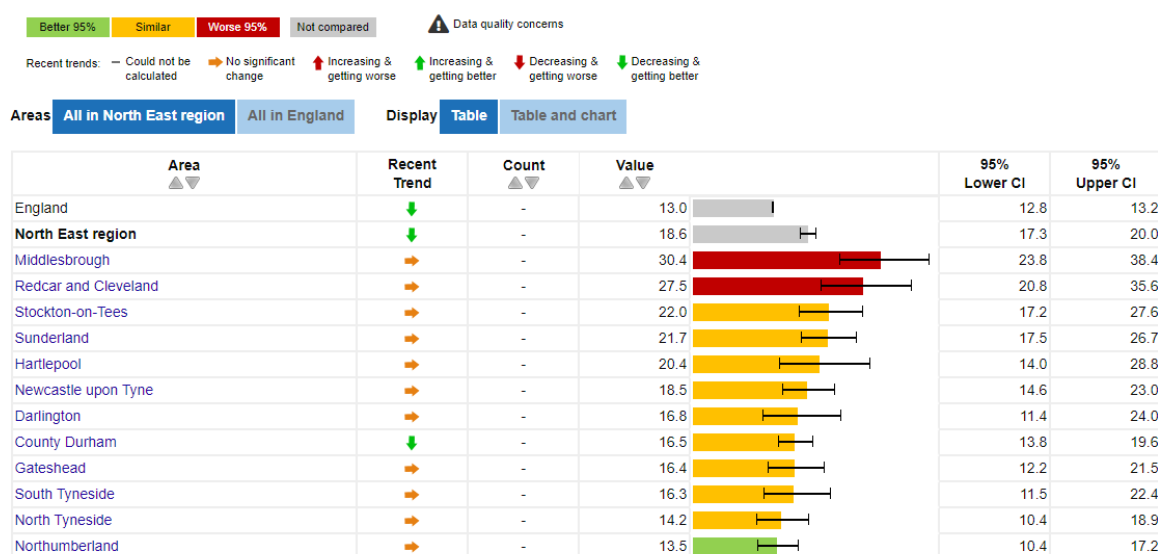 Better 95% Similar Worse 95% Not compared Data quality concerns
Recent trends: — Could not be calculated No significant change Increasing & getting worse Increasing & getting better Decreasing & getting worse Decreasing & getting better
Areas All in North East region All in England Display Table Table and chart
Area Recent Trend Count Value 95% Lower CI 95% Upper CI
England - 13.0 12.8 13.2
North East region - 18.6 17.3 20.0
Middlesbrough - 30.4 23.8 38.4
Redcar and Cleveland - 27.5 20.8 35.6
Stockton-on-Tees - 22.0 17.2 27.6
Sunderland - 21.7 17.5 26.7
Hartlepool - 20.4 14.0 28.8
Newcastle upon Tyne - 18.5 14.6 23.0
Darlington - 16.8 11.4 24.0
County Durham - 16.5 13.8 19.6
Gateshead - 16.4 12.2 21.5
South Tyneside - 16.3 11.5 22.4
North Tyneside - 14.2 10.4 18.9
Northumberland - 13.5 10.4 17.2